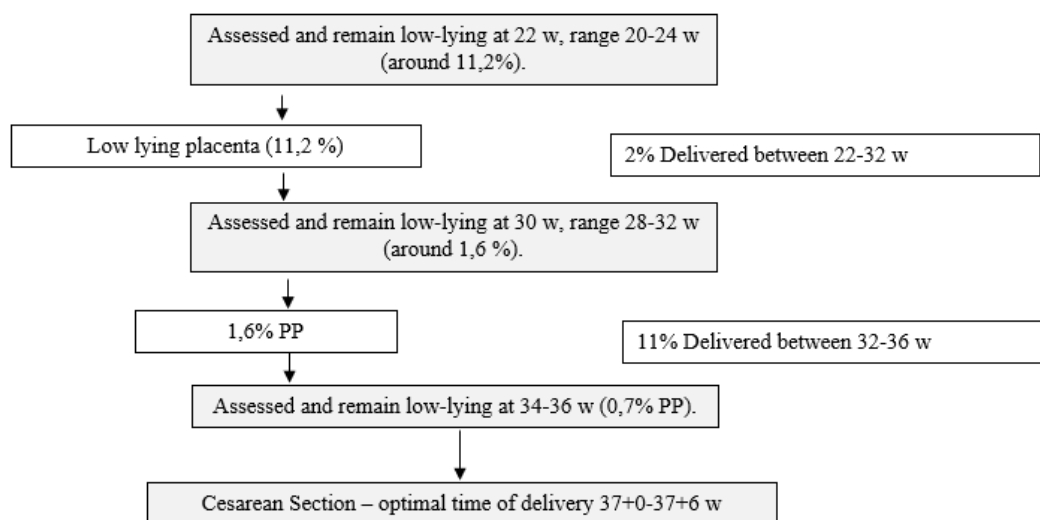 Assessed and remain low-lying at 22 w, range 20-24 w
(around 11,2%).
Low lying placenta (11,2 %)
2% Delivered between 22-32 w
Assessed and remain low-lying at 30 w, range 28-32 w
(around 1,6 %).
1,6% PP
11% Delivered between 32-36 w
Assessed and remain low-lying at 34-36 w (0,7% PP).
Cesarean Section – optimal time of delivery 37+0-37+6 w